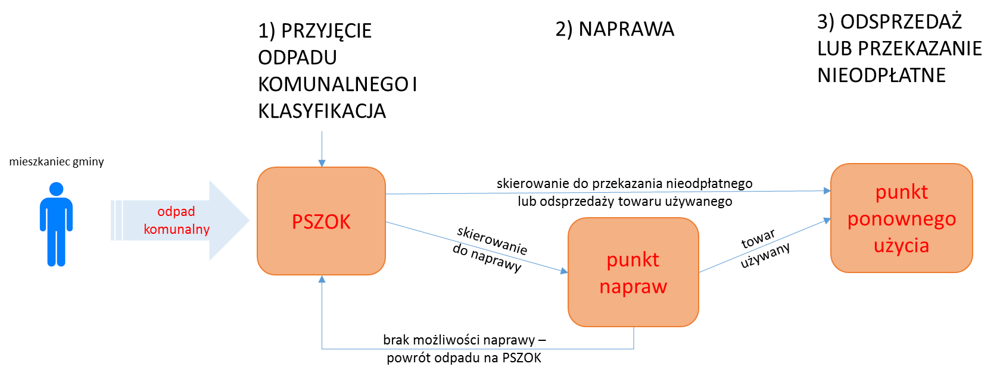 1) PRZYJĘCIE
ODPADU
KOMUNALNEGO I
KLASYFIKACJA
2) NAPRAWA
3) ODSPRZEDAŻ
LUB PRZEKAZANIE
NIEODPŁATNE
mieszkaniec gminy
odpad
komunalny
PSZOK
skierowanie do przekazania nieodpłatnego
lub odsprzedaży towaru używanego
skierowanie
do naprawy
punkt
napraw
towar
używany
punkt
ponownego
użycia
brak możliwości naprawy –
powrót odpadu na PSZOK